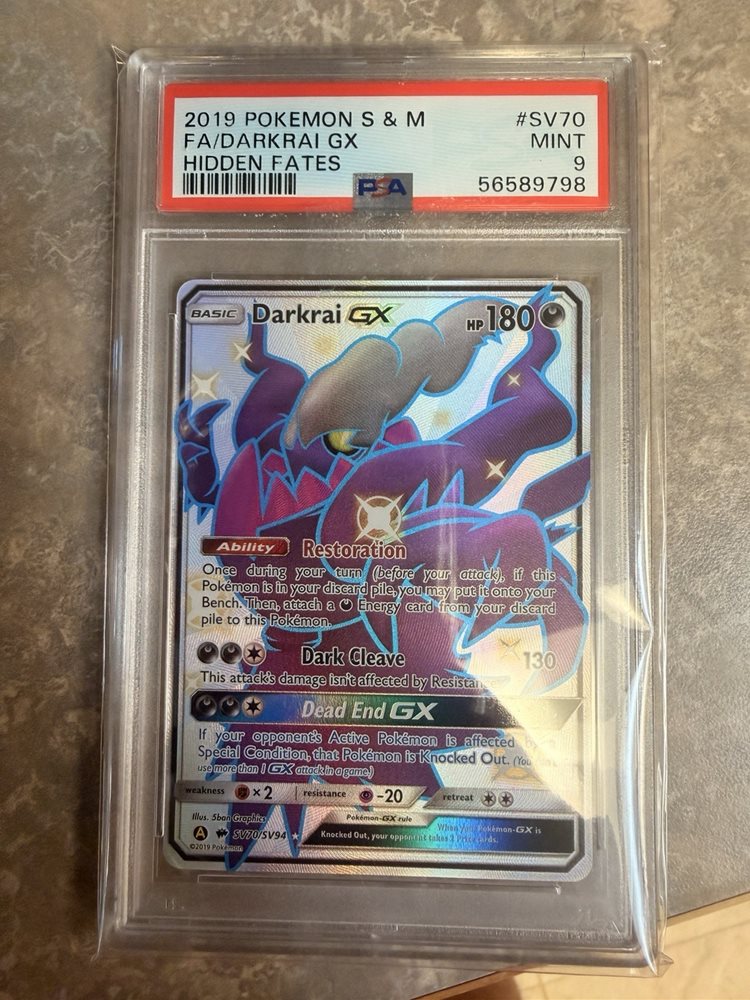 2019 POKEMON S & M #SV70
FA/DARKRAI GX MINT
HIDDEN FATES 9
PSA 56589798
BASIC Darkrai GX HP 180
Ability Restoration
Once during your turn (before your attack), if this
Pokémon is in your discard pile, you may put it onto your
Bench. Then, attach a Energy card from your discard
pile to this Pokémon.
Dark Cleave 130
This attack's damage isn't affected by Resistan
Dead End GX
If your opponent's Active Pokémon is affected by a
Special Condition, that Pokémon is Knocked Out. (You
use more than 1 GX attack in a game.)
weakness ×2 resistance -20 retreat
Illus. 5ban Graphics Pokémon-GX rule
A SV70/SV94 ★ When your Pokémon-GX is
Knocked Out, your opponent takes 2 Prize cards.
©2019 Pokémon